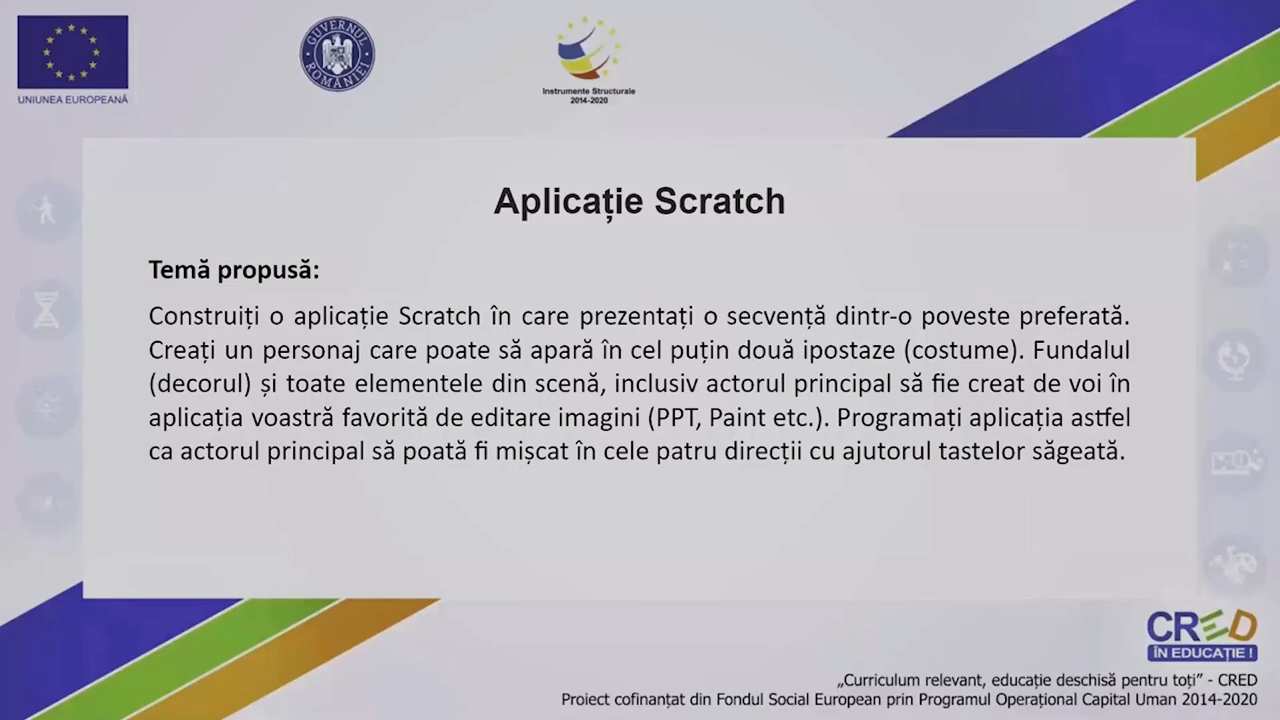 UNIUNEA EUROPEANĂ
GUVERNUL ROMÂNIEI
Instrumente Structurale
2014-2020
Aplicație Scratch
Temă propusă:
Construiți o aplicație Scratch în care prezentați o secvență dintr-o poveste preferată.
Creați un personaj care poate să apară în cel puțin două ipostaze (costume). Fundalul
(decorul) și toate elementele din scenă, inclusiv actorul principal să fie creat de voi în
aplicația voastră favorită de editare imagini (PPT, Paint etc.). Programați aplicația astfel
ca actorul principal să poată fi mișcat în cele patru direcții cu ajutorul tastelor săgeată.
CRED
ÎN EDUCAȚIE !
„Curriculum relevant, educație deschisă pentru toți” - CRED
Proiect cofinanțat din Fondul Social European prin Programul Operațional Capital Uman 2014-2020